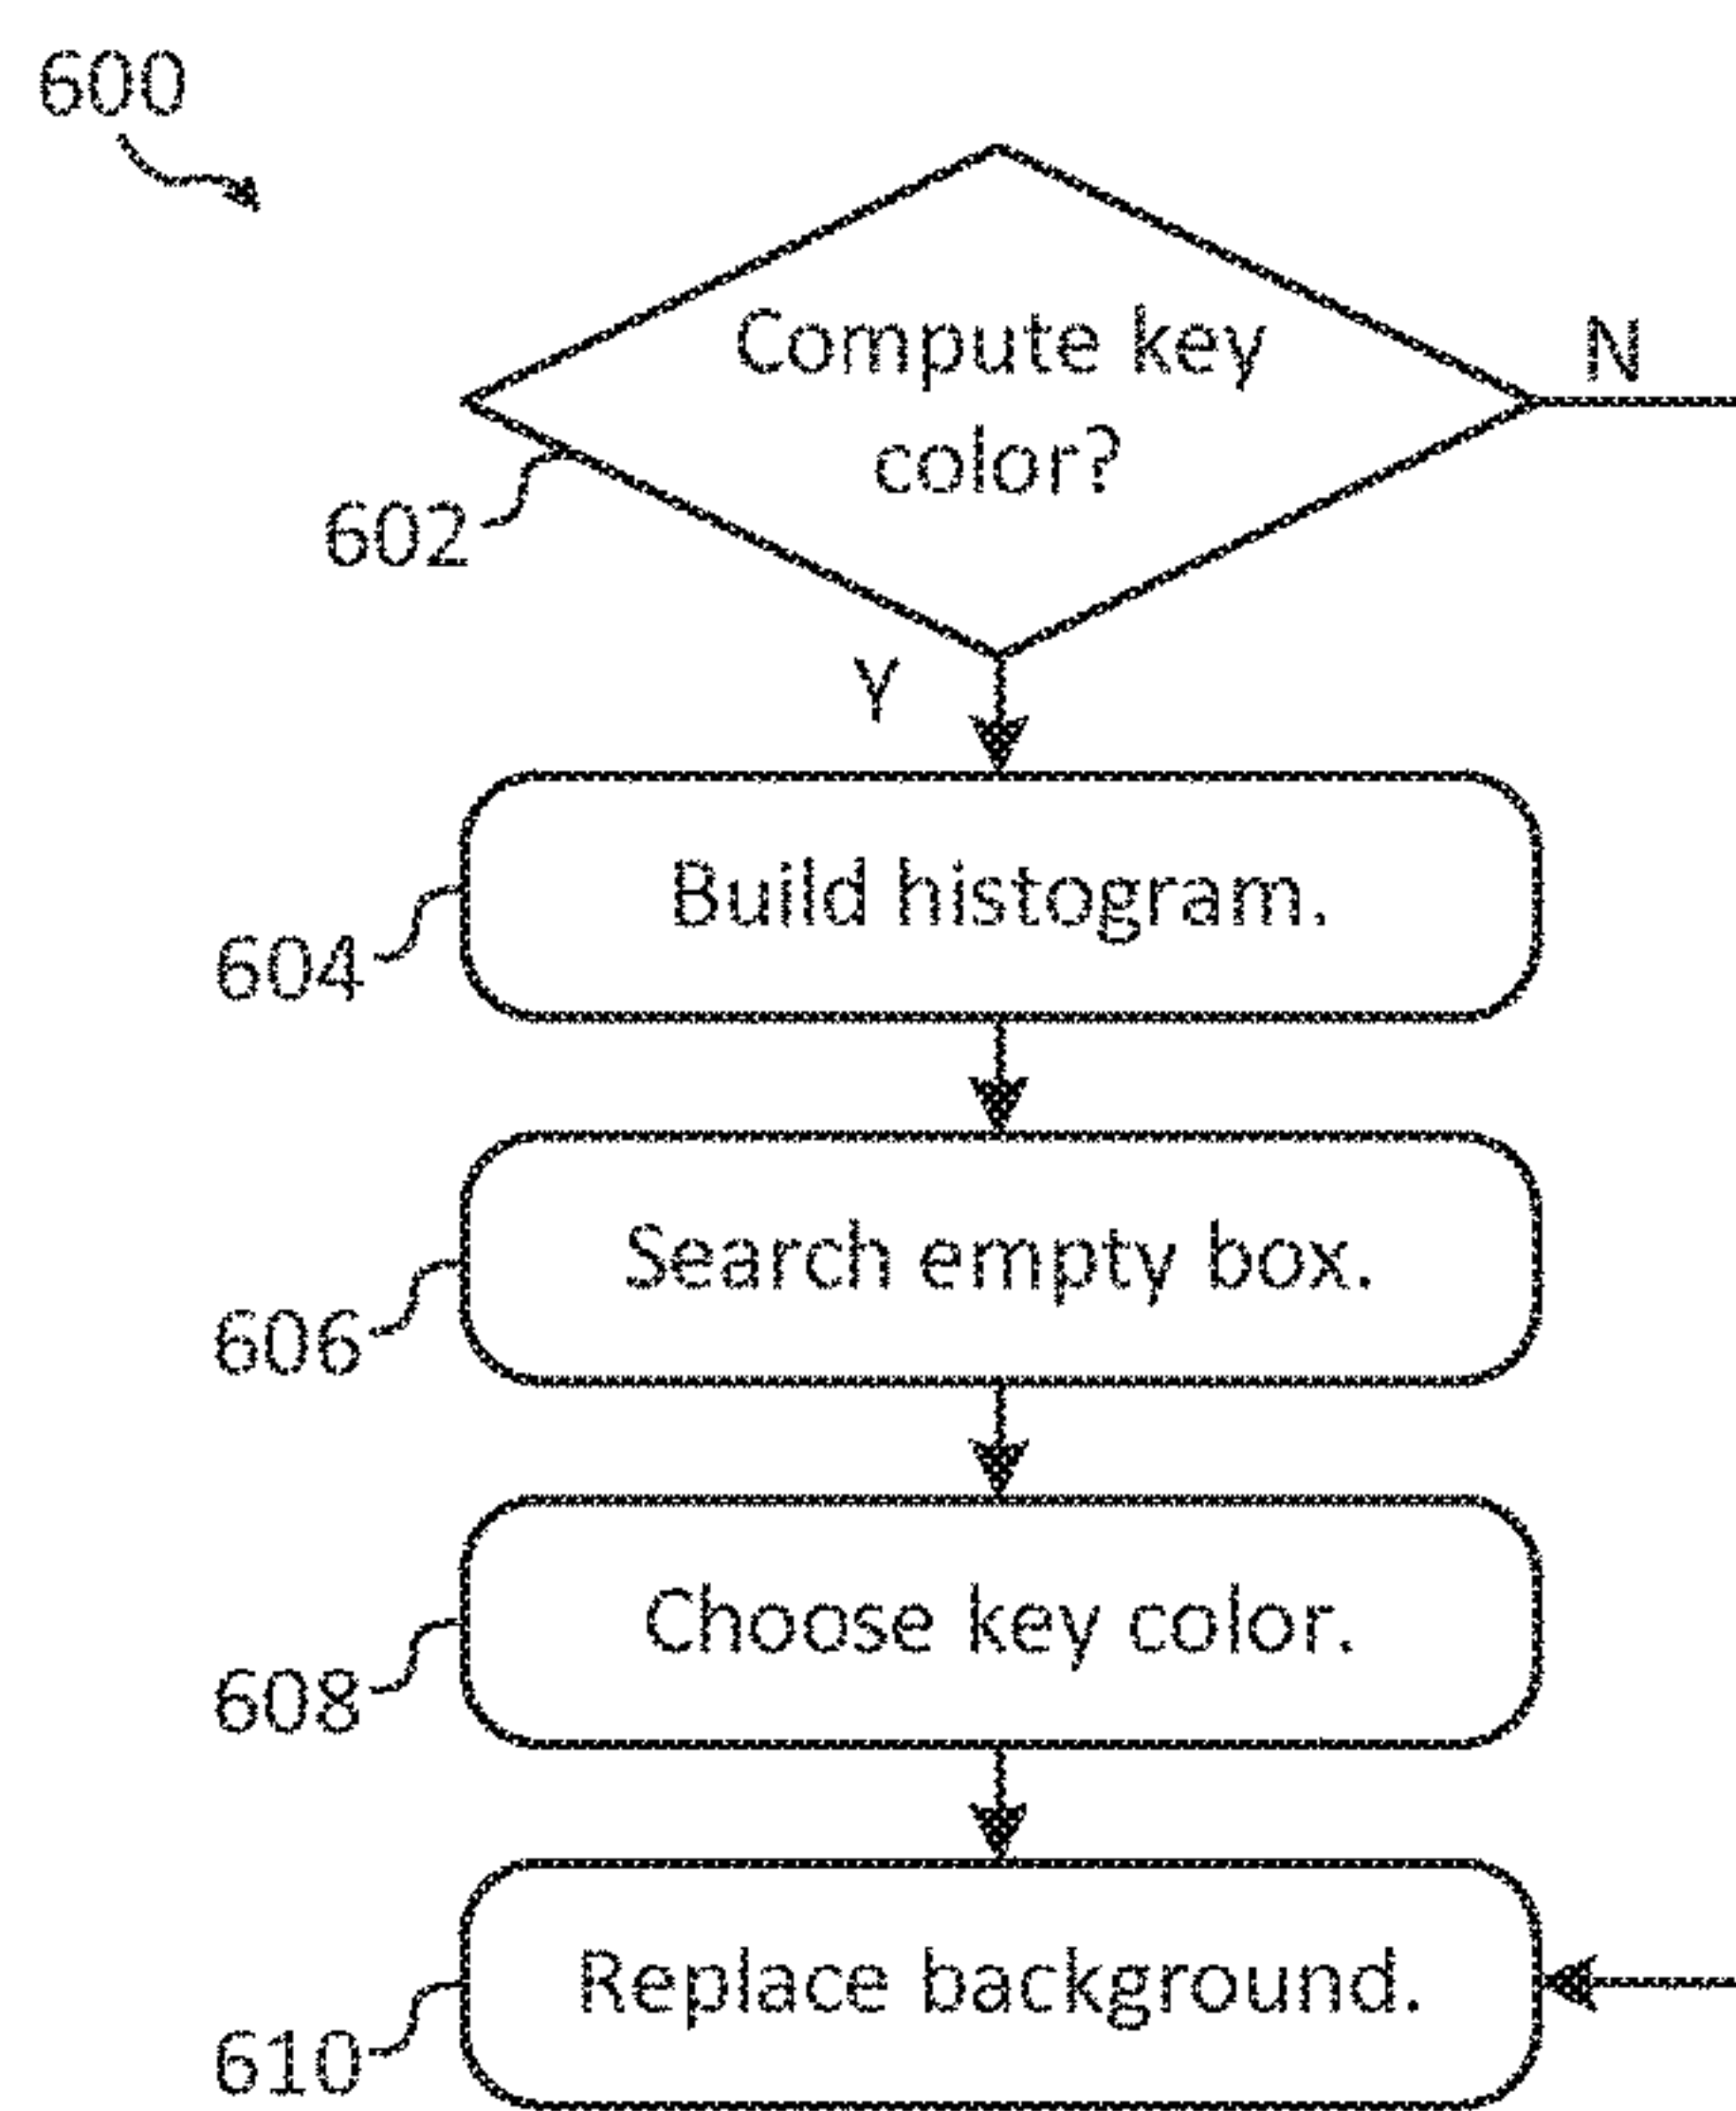 600
Compute key
color?
N
602
Y
Build histogram.
604
Search empty box.
606
Choose key color.
608
Replace background.
610